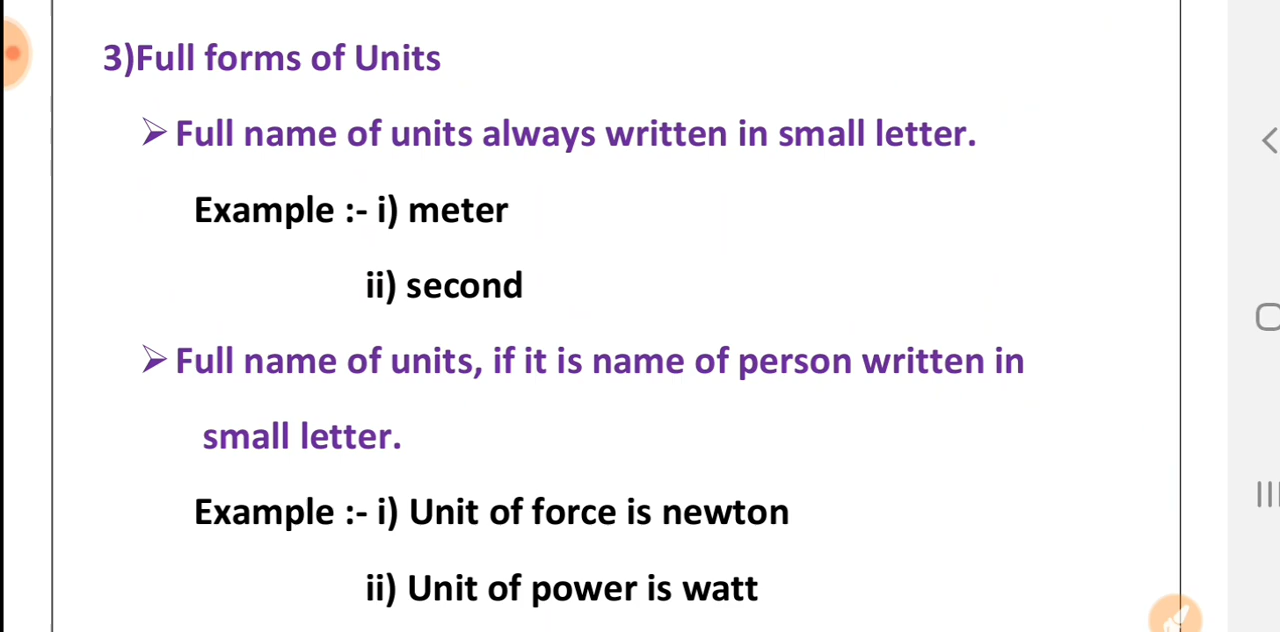 3)Full forms of Units
➢ Full name of units always written in small letter.
Example :- i) meter
ii) second
➢ Full name of units, if it is name of person written in
small letter.
Example :- i) Unit of force is newton
ii) Unit of power is watt